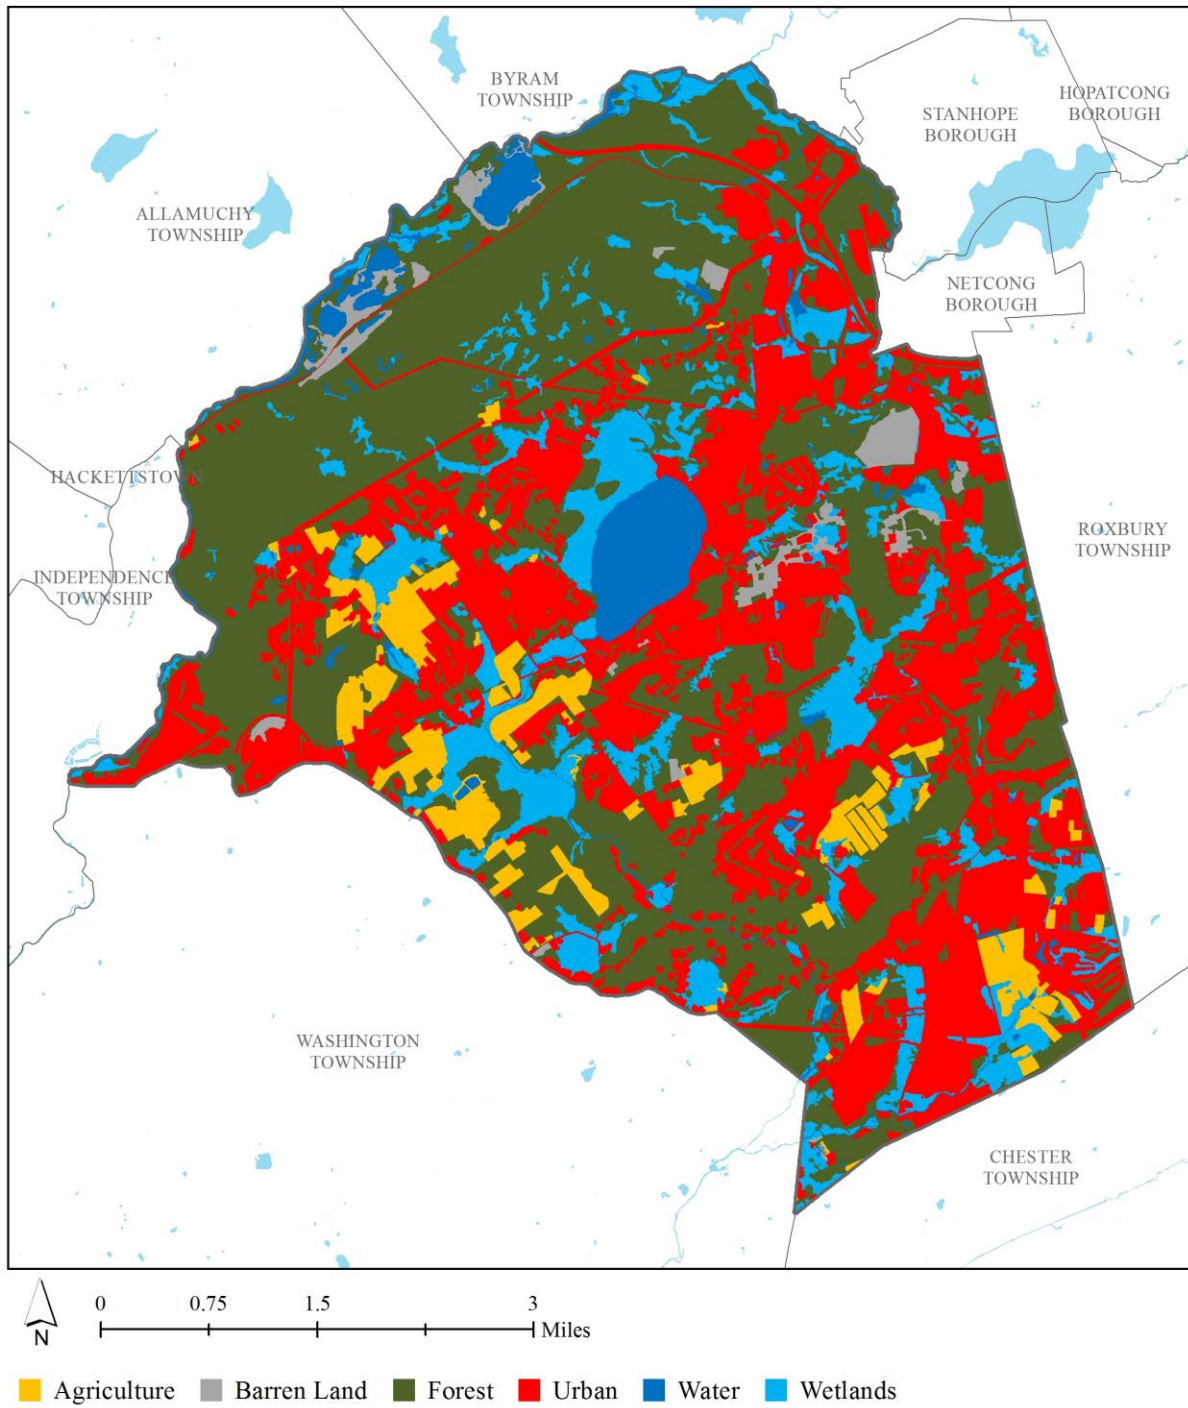 BYRAM
TOWNSHIP
STANHOPE
BOROUGH
HOPATCONG
BOROUGH
ALLAMUCHY
TOWNSHIP
NETCONG
BOROUGH
HACKETTSTOWN
ROXBURY
TOWNSHIP
INDEPENDENCE
TOWNSHIP
WASHINGTON
TOWNSHIP
CHESTER
TOWNSHIP
N
0 0.75 1.5 3
Miles
Agriculture Barren Land Forest Urban Water Wetlands